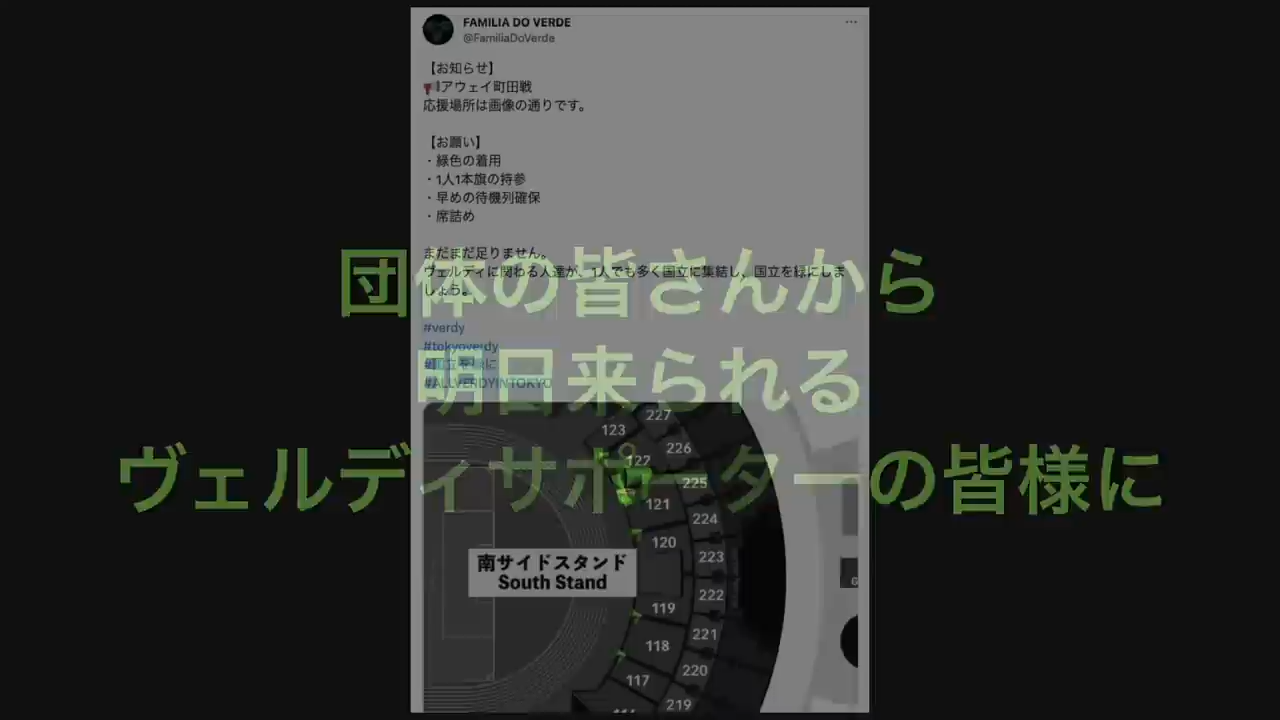 FAMILIA DO VERDE
@FamiliaDoVerde
【お知らせ】
📢アウェイ町田戦
応援場所は画像の通りです。
【お願い】
・緑色の着用
・1人1本旗の持参
・早めの待機列確保
・席詰め
まだまだ足りません。
ヴェルディに関わる人達が、1人でも多く国立に集結し、国立を緑にしま
しょう。
#verdy
#tokyoverdy
#国立を緑に
#ALLVERDYINTOKYO
団体の皆さんから
明日来られる
ヴェルディサポーターの皆様に
227
123
226
122
225
121
224
120
223
南サイドスタンド
South Stand
222
119
221
118
220
117
219